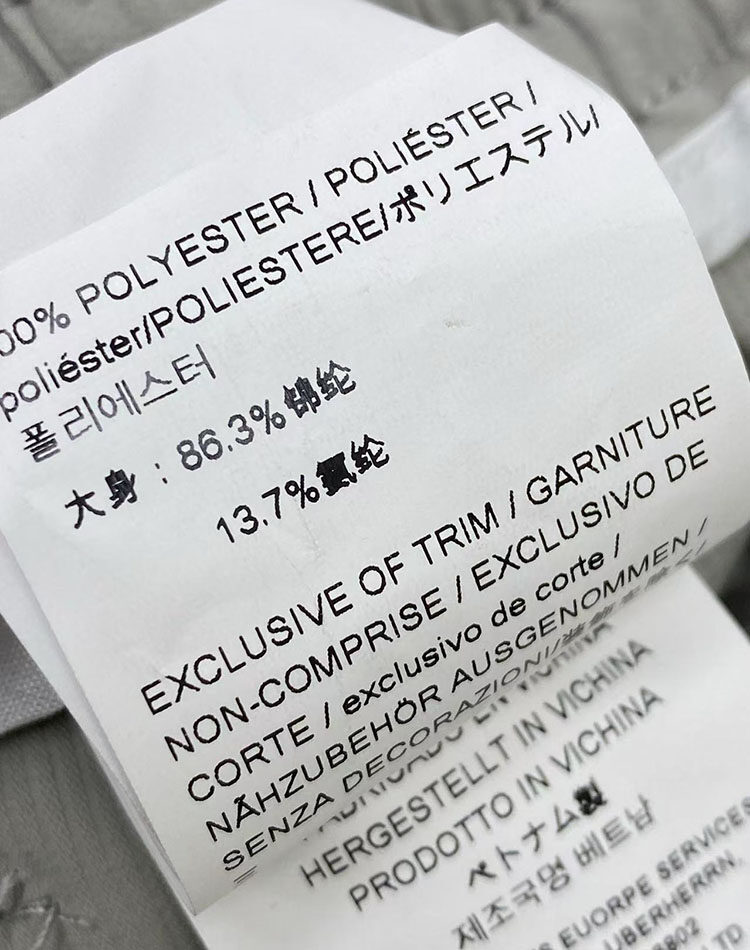 00% POLYESTER / POLIÉSTER /
poliéster/POLIESTERE/ポリエステル/
폴리에스터
大身：86.3%锦纶
13.7%氨纶
EXCLUSIVE OF TRIM / GARNITURE
NON-COMPRISE / EXCLUSIVO DE
CORTE / exclusivo de corte /
NÄHZUBEHÖR AUSGENOMMEN /
SENZA DECORAZIONI/
HERGESTELLT IN VICHINA
PRODOTTO IN VICHINA
ベトナム製
제조국명 베트남
EUORPE SERVICES
UBERHERRN,
802
TD